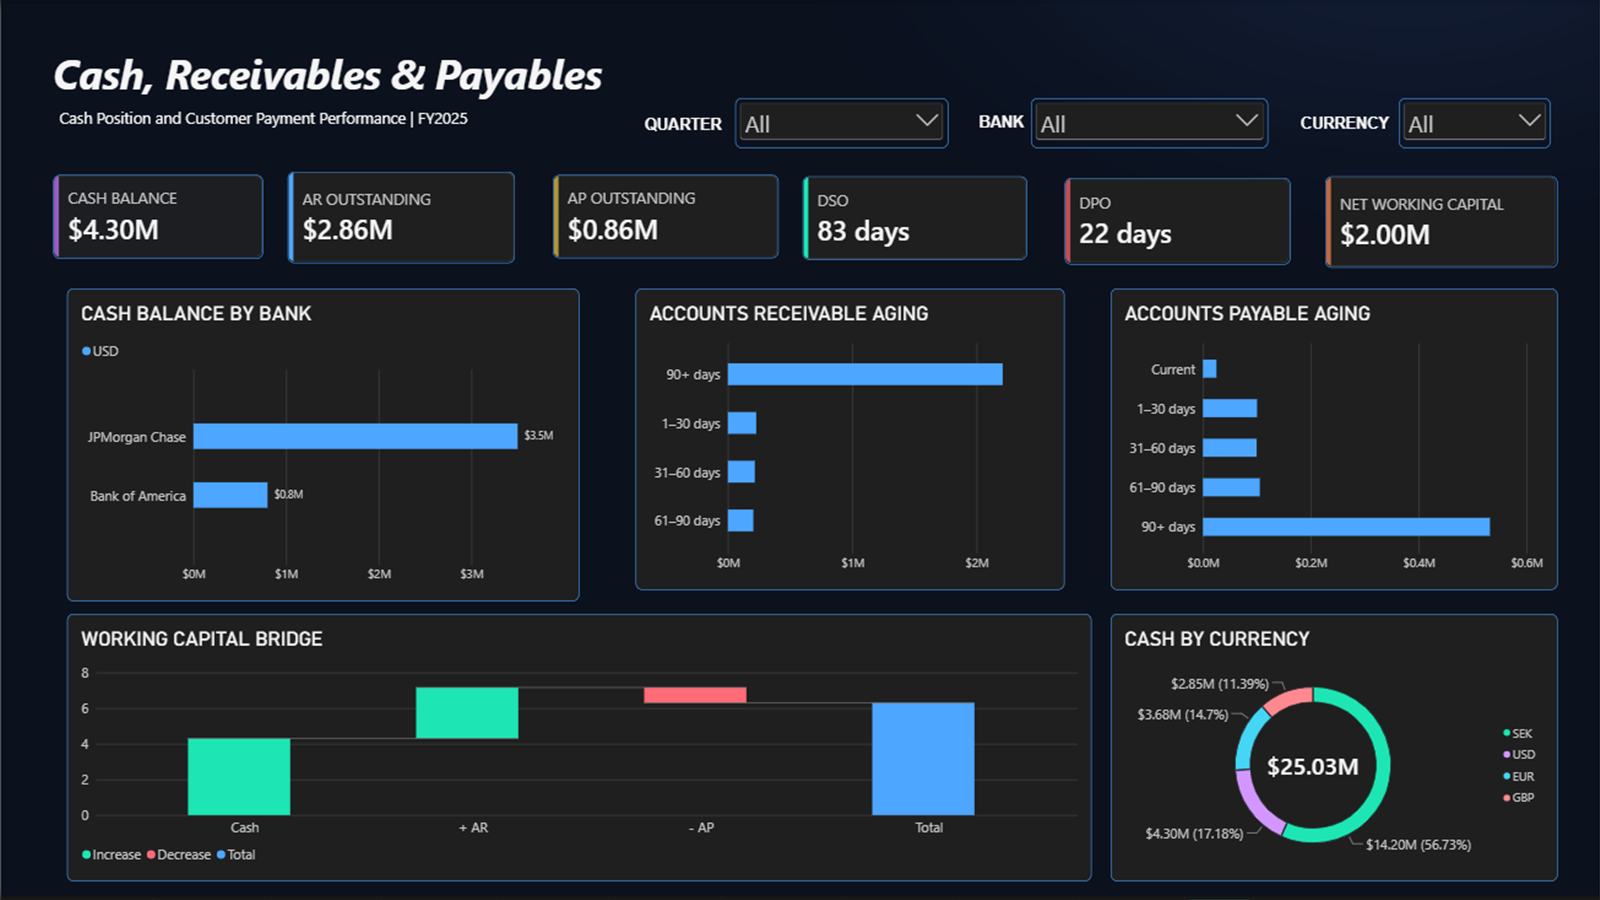 Cash, Receivables & Payables
Cash Position and Customer Payment Performance | FY2025
QUARTER
All
BANK
All
CURRENCY
All
CASH BALANCE
$4.30M
AR OUTSTANDING
$2.86M
AP OUTSTANDING
$0.86M
DSO
83 days
DPO
22 days
NET WORKING CAPITAL
$2.00M
CASH BALANCE BY BANK
USD
JPMorgan Chase
$3.5M
Bank of America
$0.8M
$0M $1M $2M $3M
ACCOUNTS RECEIVABLE AGING
90+ days
1–30 days
31–60 days
61–90 days
$0M $1M $2M
ACCOUNTS PAYABLE AGING
Current
1–30 days
31–60 days
61–90 days
90+ days
$0.0M $0.2M $0.4M $0.6M
WORKING CAPITAL BRIDGE
8
6
4
2
0
Cash + AR - AP Total
Increase Decrease Total
CASH BY CURRENCY
$2.85M (11.39%)
$3.68M (14.7%)
$25.03M
$4.30M (17.18%)
$14.20M (56.73%)
SEK
USD
EUR
GBP